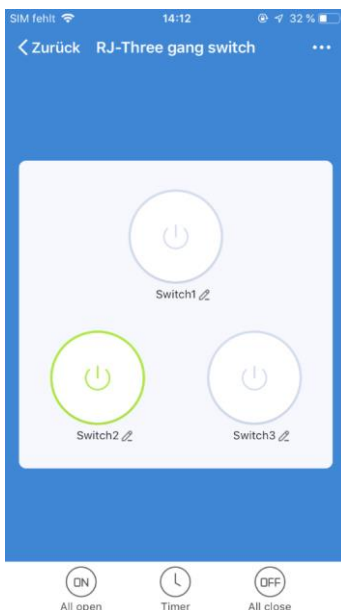 SIM fehlt 14:12 32 %
Zurück RJ-Three gang switch
Switch1
Switch2 Switch3
ON OFF
All open Timer All close